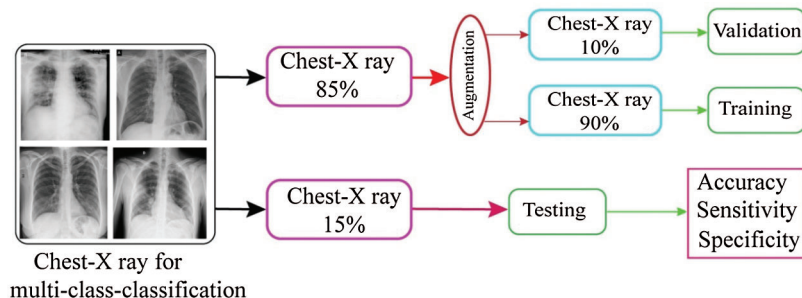 Chest-X ray
85%
Augmentation
Chest-X ray
10%
Validation
Chest-X ray
90%
Training
Chest-X ray
15%
Testing
Accuracy
Sensitivity
Specificity
Chest-X ray for
multi-class-classification